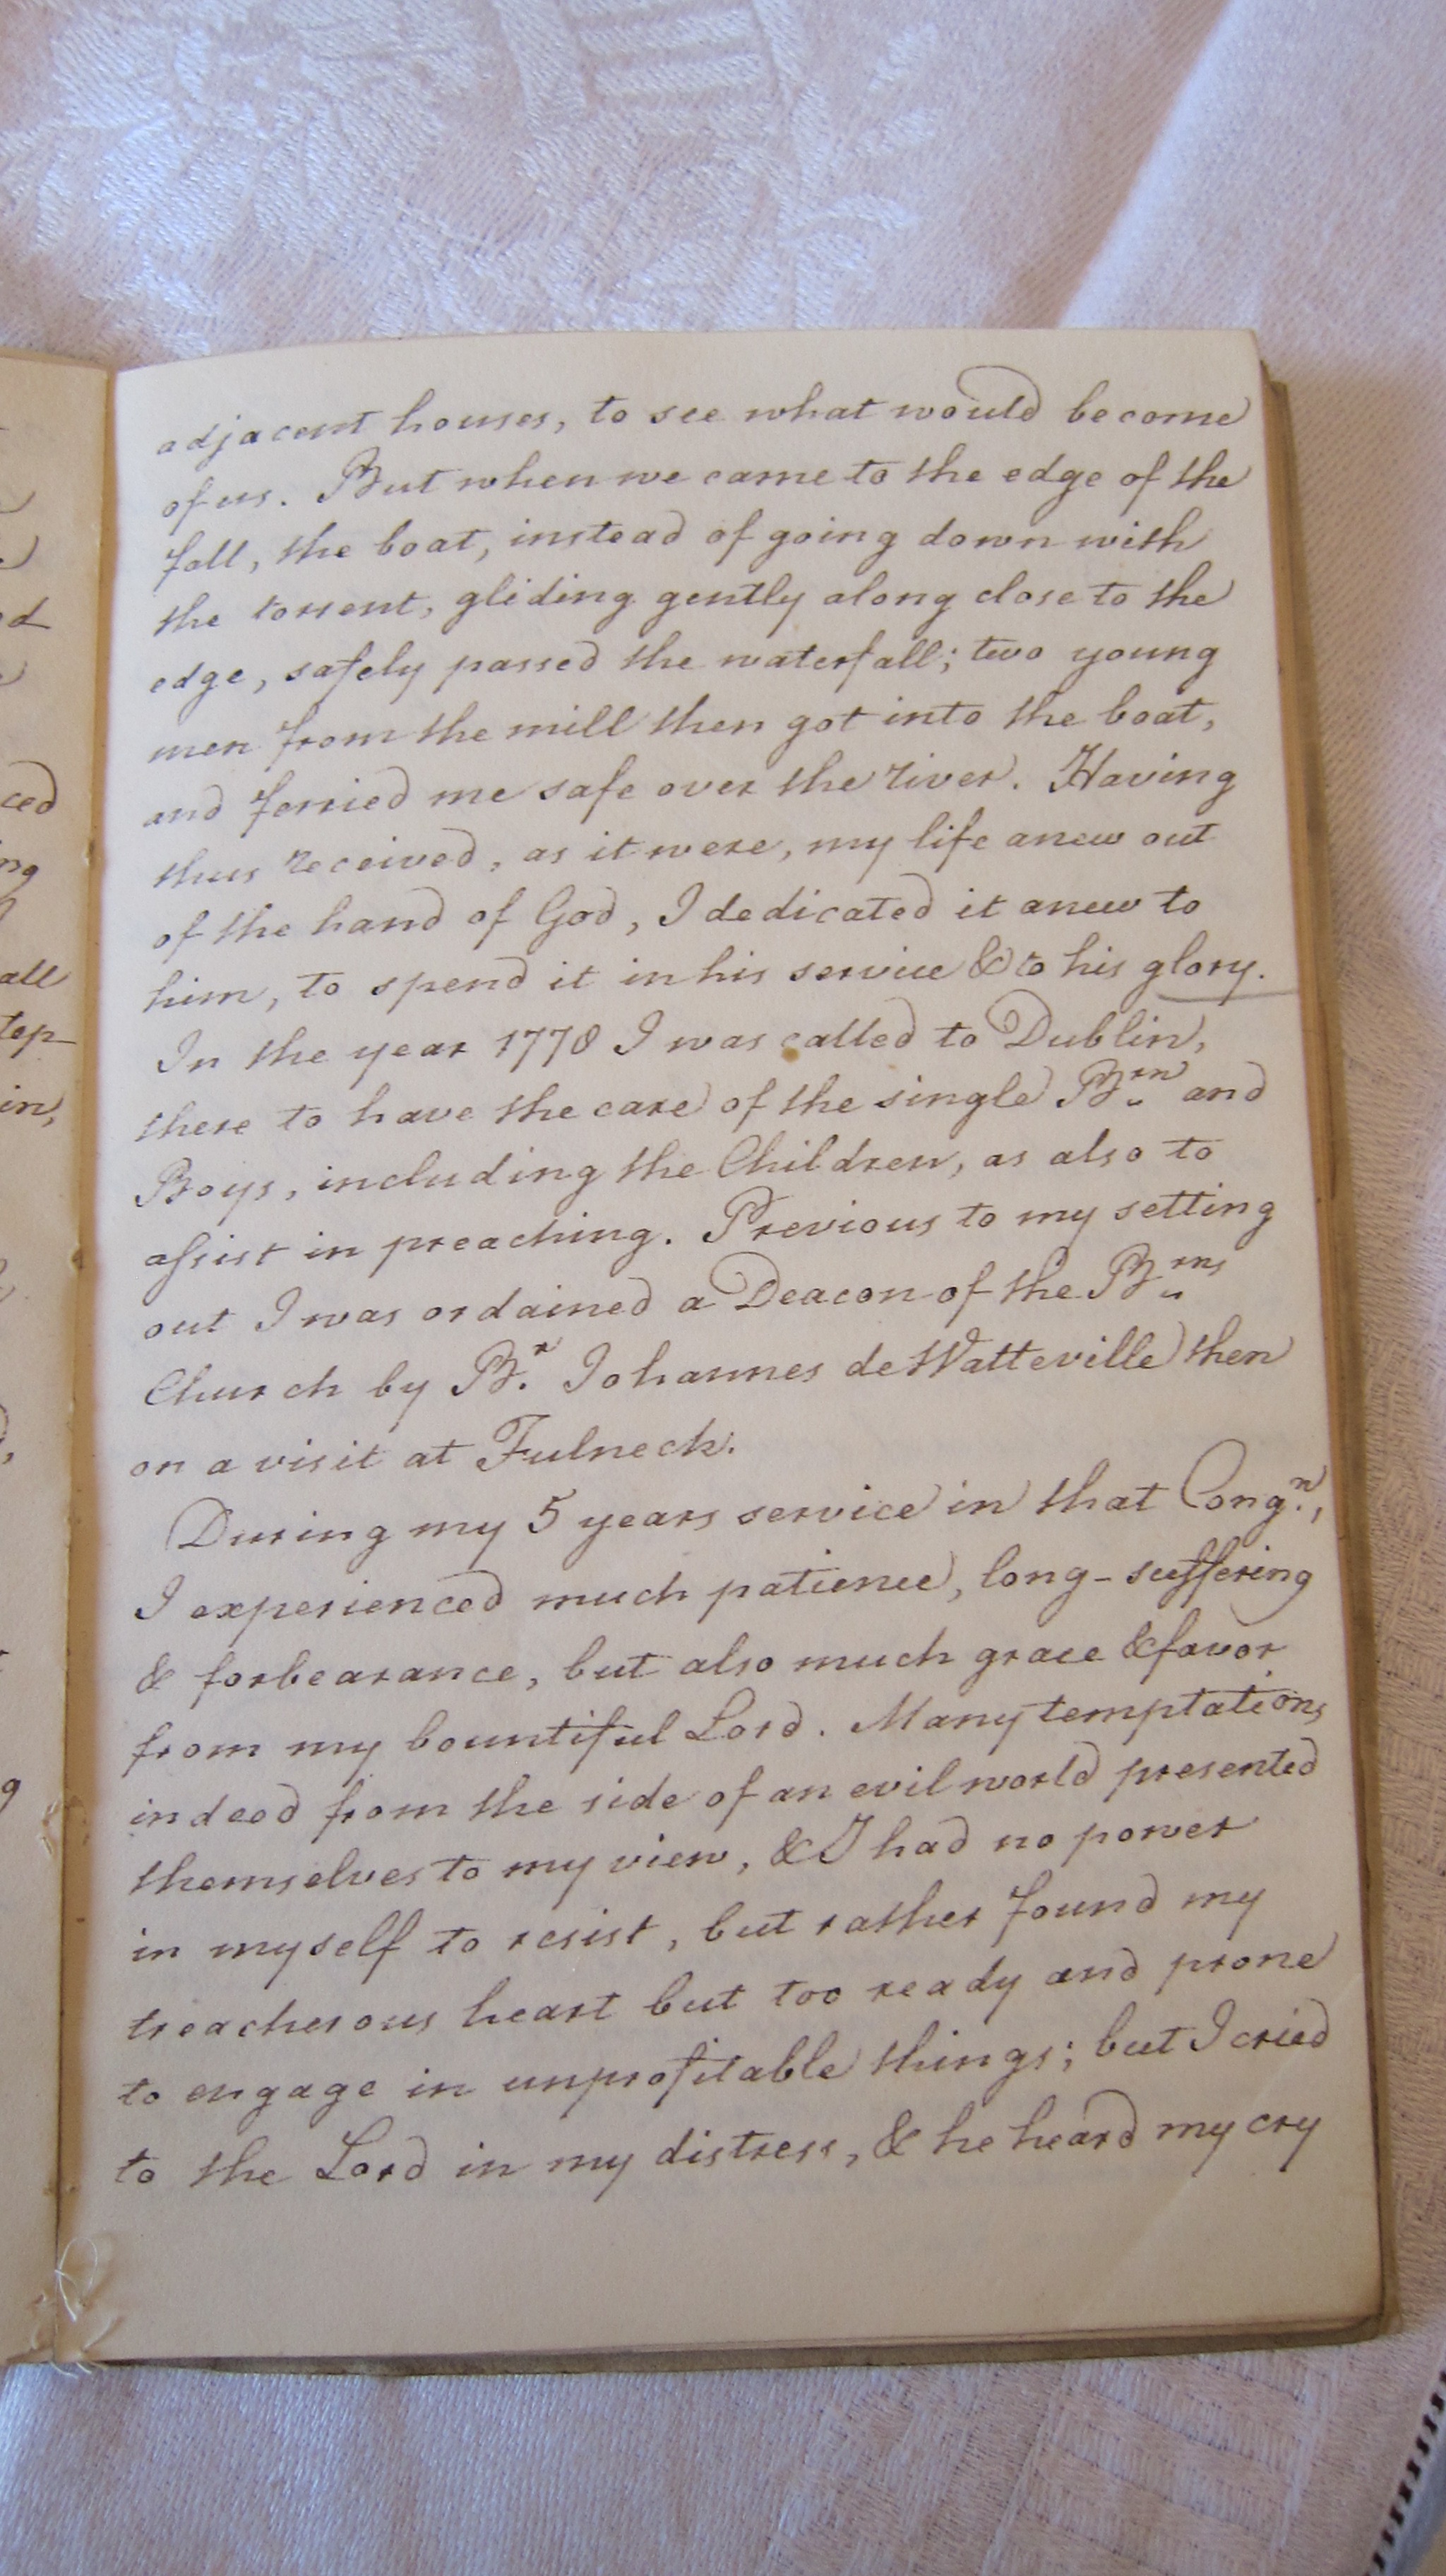 adjacent houses, to see what would become
of us. But when we came to the edge of the
fall, the boat, instead of going down with
the torrent, gliding gently along close to the
edge, safely passed the waterfall; two young
men from the mill then got into the boat,
and ferried me safe over the river. Having
thus received, as it were, my life anew out
of the hand of God, I dedicated it anew to
him, to spend it in his service & to his glory.
In the year 1778 I was called to Dublin,
there to have the care of the single Brn and
Boys, including the Children, as also to
assist in preaching. Previous to my setting
out I was ordained a Deacon of the Brns
Church by Br. Johannes de Watteville then
on a visit at Fulneck.
During my 5 years service in that Congn.,
I experienced much patience, long-suffering
& forbearance, but also much grace & favor
from my bountiful Lord. Many temptations
indeed from the side of an evil world presented
themselves to my view, & I had no power
in myself to resist, but rather found my
treacherous heart but too ready and prone
to engage in unprofitable things; but I cried
to the Lord in my distress, & he heard my cry